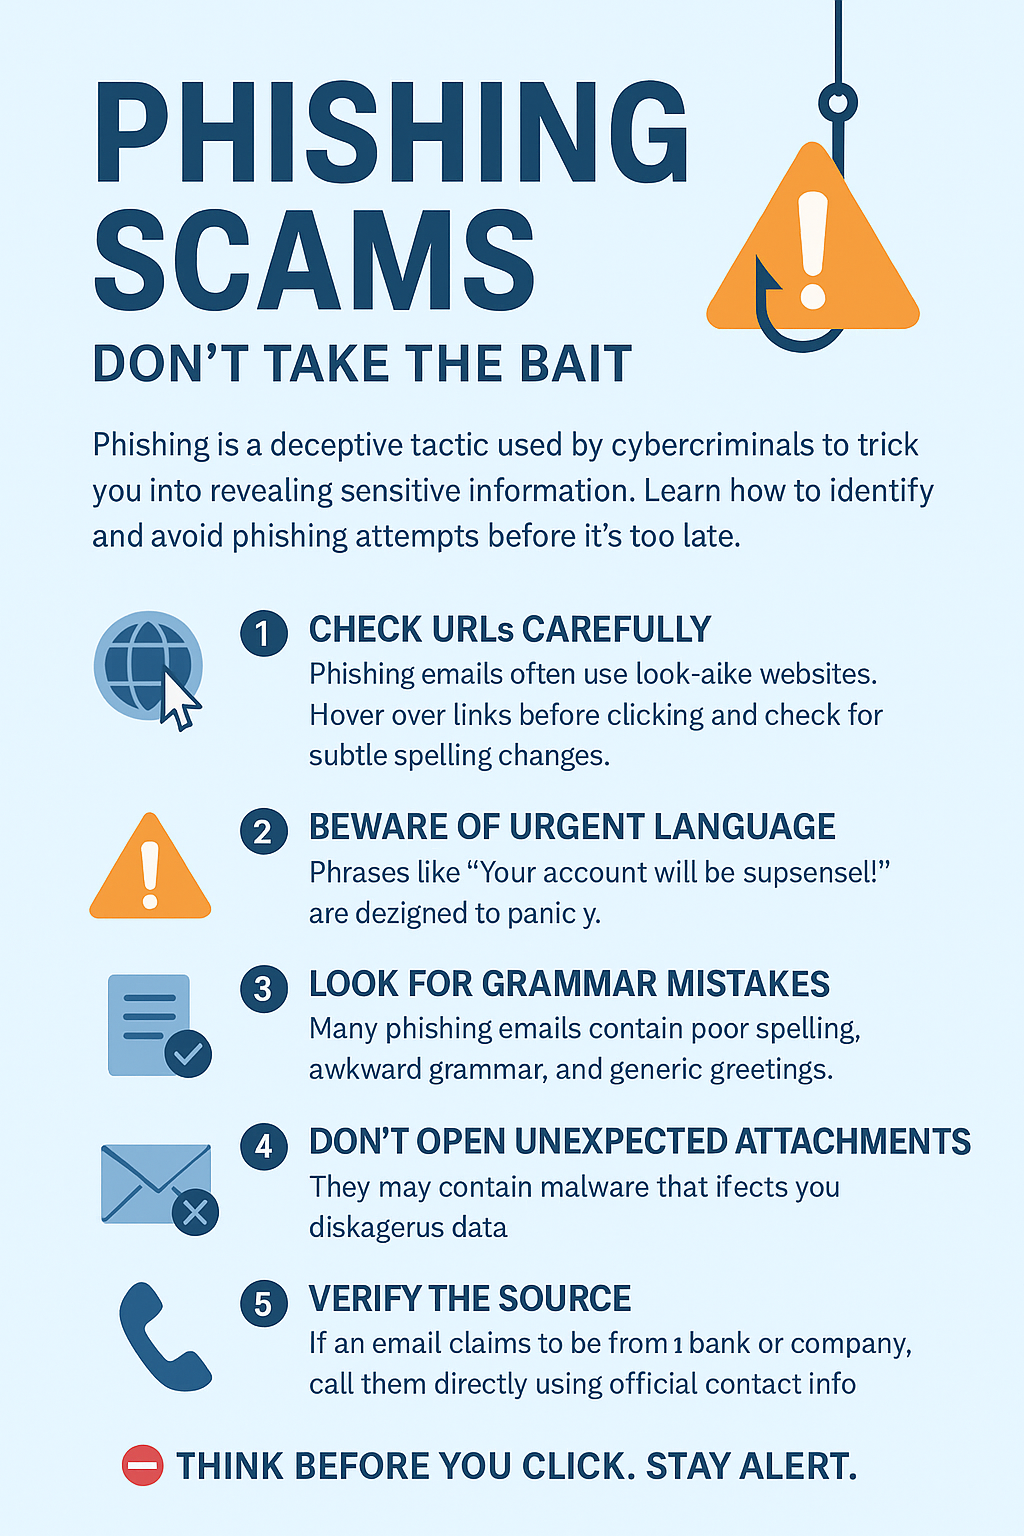 PHISHING
SCAMS
DON’T TAKE THE BAIT
Phishing is a deceptive tactic used by cybercriminals to trick
you into revealing sensitive information. Learn how to identify
and avoid phishing attempts before it’s too late.
1 CHECK URLs CAREFULLY
Phishing emails often use look-aike websites.
Hover over links before clicking and check for
subtle spelling changes.
2 BEWARE OF URGENT LANGUAGE
Phrases like “Your account will be supsensel!”
are dezigned to panic y.
3 LOOK FOR GRAMMAR MISTAKES
Many phishing emails contain poor spelling,
awkward grammar, and generic greetings.
4 DON’T OPEN UNEXPECTED ATTACHMENTS
They may contain malware that ifects you
diskagerus data
5 VERIFY THE SOURCE
If an email claims to be from 1 bank or company,
call them directly using official contact info
THINK BEFORE YOU CLICK. STAY ALERT.